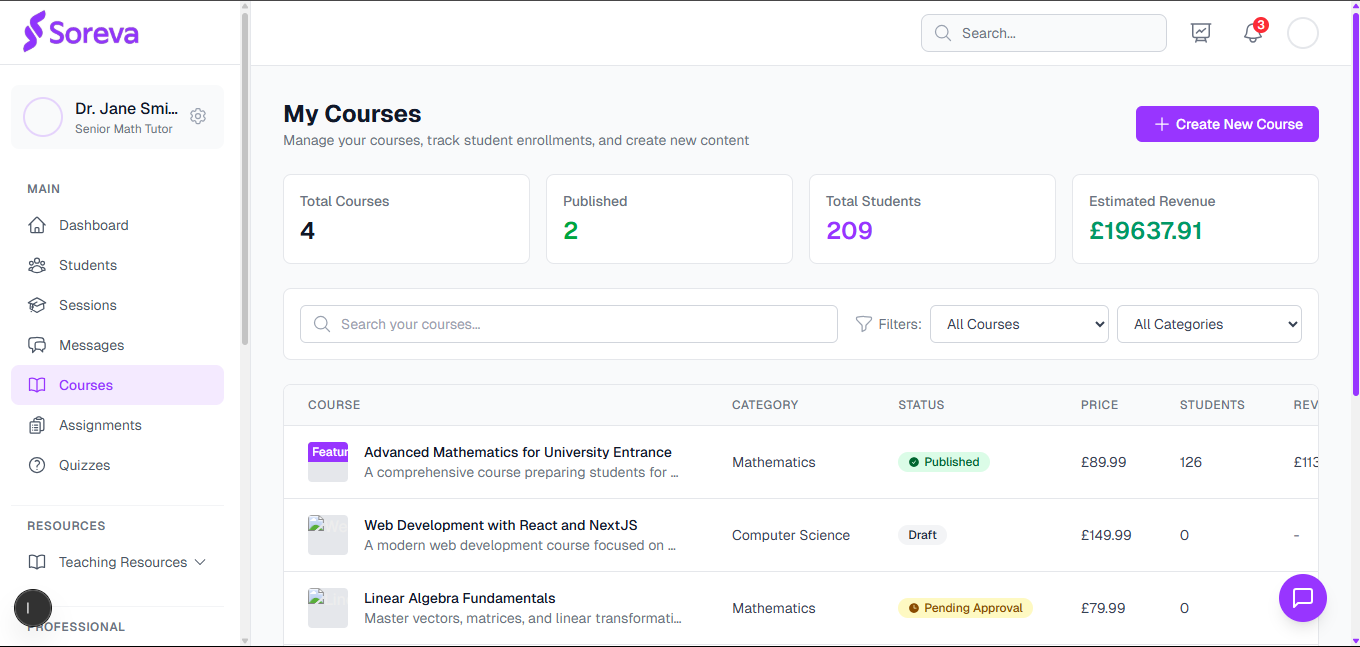 Soreva
Search...
3
Dr. Jane Smi...
Senior Math Tutor
MAIN
Dashboard
Students
Sessions
Messages
Courses
Assignments
Quizzes
RESOURCES
Teaching Resources
PROFESSIONAL
My Courses
Manage your courses, track student enrollments, and create new content
Create New Course
Total Courses
4
Published
2
Total Students
209
Estimated Revenue
£19637.91
Search your courses...
Filters:
All Courses
All Categories
COURSE CATEGORY STATUS PRICE STUDENTS REV
Featur
Advanced Mathematics for University Entrance
A comprehensive course preparing students for ...
Mathematics
Published
£89.99
126
£113
Web Development with React and NextJS
A modern web development course focused on ...
Computer Science
Draft
£149.99
0
-
Linear Algebra Fundamentals
Master vectors, matrices, and linear transformati...
Mathematics
Pending Approval
£79.99
0